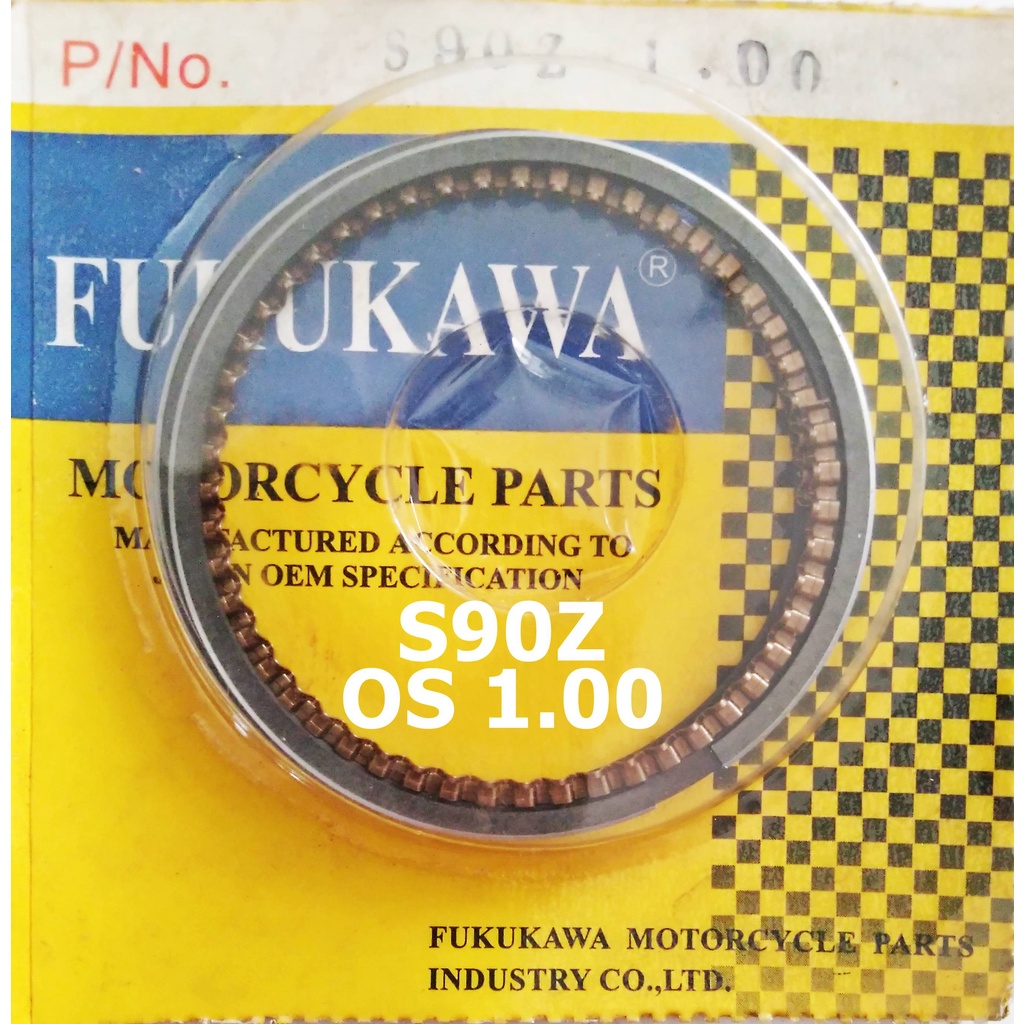 P/No. S90Z 1.00
FUKUKAWA ®
MOTORCYCLE PARTS
MANUFACTURED ACCORDING TO
JAPAN OEM SPECIFICATION
S90Z
OS 1.00
FUKUKAWA MOTORCYCLE PARTS
INDUSTRY CO.,LTD.